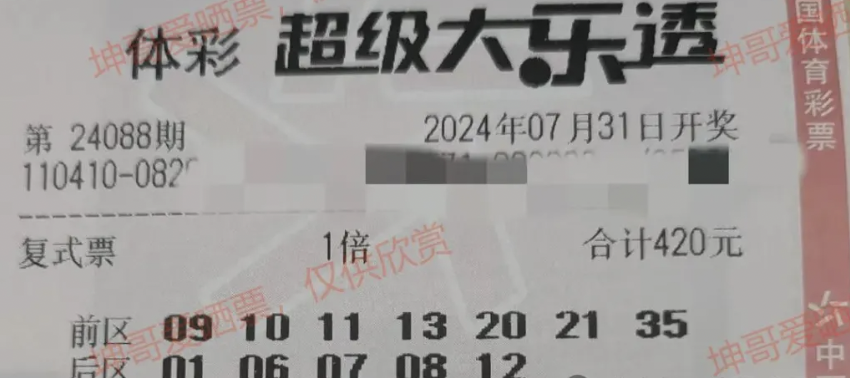 体彩 超级大乐透
第 24088期 2024年07月31日开奖
110410-082
复式票 1倍 合计420元
前区 09 10 11 13 20 21 35
后区 01 06 07 08 12
国体育彩票
中
坤哥爱晒票，
坤哥爱晒
坤哥爱晒票，仅供欣赏
坤哥爱